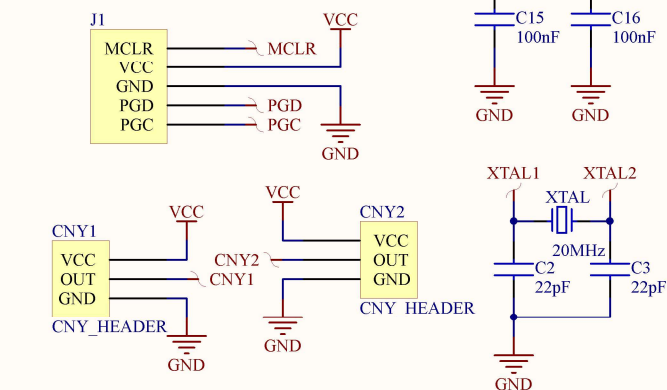 J1
VCC
MCLR
MCLR
VCC
GND
PGD
PGD
PGC
PGC
GND
C15
100nF
GND
C16
100nF
GND
CNY1
VCC
VCC
OUT
CNY1
GND
CNY_HEADER
GND
VCC
CNY2
VCC
CNY2
OUT
GND
CNY HEADER
GND
XTAL1
XTAL2
XTAL
20MHz
C2
22pF
C3
22pF
GND